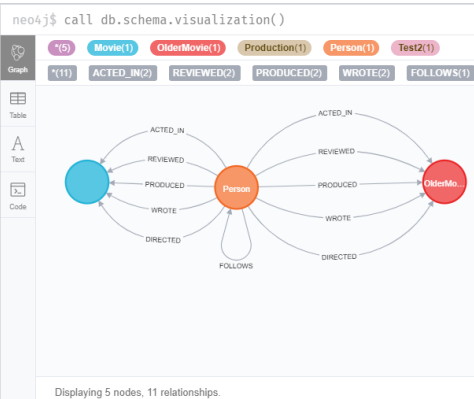 neo4j$ call db.schema.visualization()
*(5) Movie(1) OlderMovie(1) Production(1) Person(1) Test2(1)
Graph
*(11) ACTED_IN(2) REVIEWED(2) PRODUCED(2) WROTE(2) FOLLOWS(1)
Table
A
Text
Code
ACTED_IN
ACTED_IN
REVIEWED
REVIEWED
PRODUCED
Person
PRODUCED
OlderMo...
WROTE
WROTE
DIRECTED
DIRECTED
FOLLOWS
Displaying 5 nodes, 11 relationships.